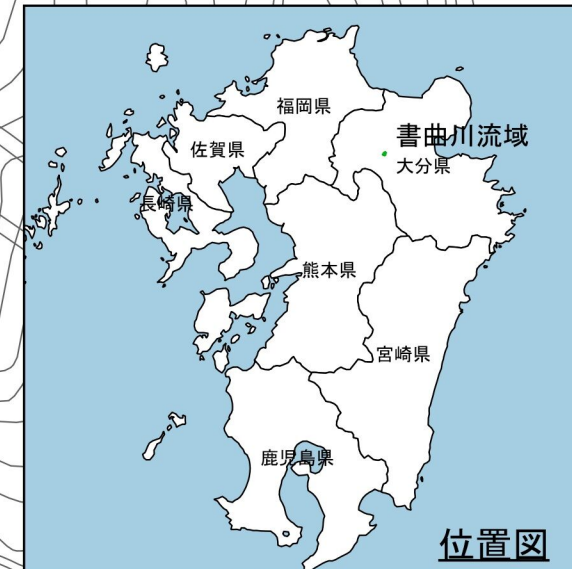 福岡県
書曲川流域
佐賀県
大分県
長崎県
熊本県
宮崎県
鹿児島県
位置図